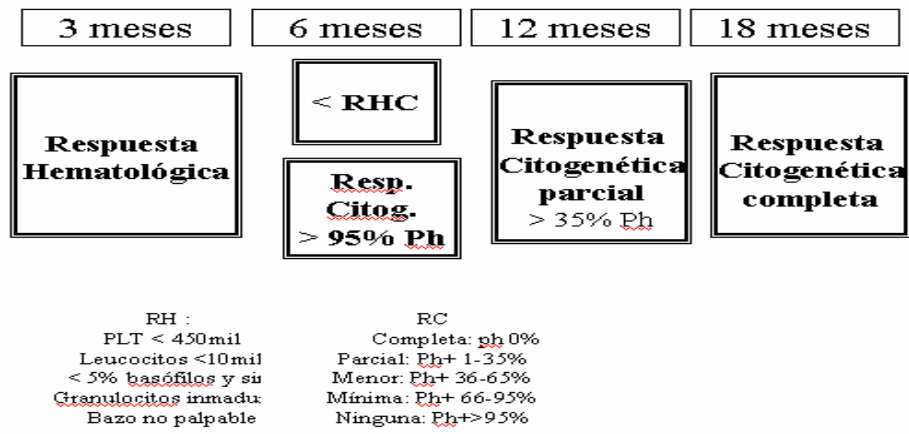 3 meses
6 meses
12 meses
18 meses
Respuesta
Hematológica
< RHC
Resp.
Citog.
> 95% Ph
Respuesta
Citogenética
parcial
> 35% Ph
Respuesta
Citogenética
completa
RH :
PLT < 450mil
Leucocitos <10mil
< 5% basófilos y
Granulocitos
Bazo no palpable
RC
Completa: ph 0%
Parcial: Ph+ 1-35%
Menor: Ph+ 36-65%
Mínima: Ph+ 66-95%
Ninguna: Ph+>95%